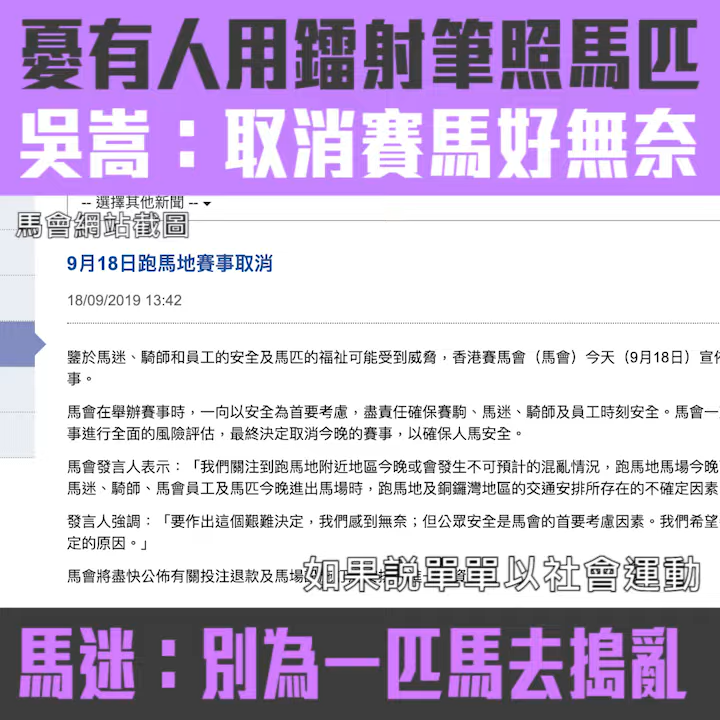 憂有人用鐳射筆照馬匹
吳嵩：取消賽馬好無奈
-- 選擇其他新聞 --
馬會網站截圖
9月18日跑馬地賽事取消
18/09/2019 13:42
鑒於馬迷、騎師和員工的安全及馬匹的福祉可能受到威脅，香港賽馬會（馬會）今天（9月18日）宣
事。
馬會在舉辦賽事時，一向以安全為首要考慮，盡責任確保賽駒、馬迷、騎師及員工時刻安全。馬會一
事進行全面的風險評估，最終決定取消今晚的賽事，以確保人馬安全。
馬會發言人表示：「我們關注到跑馬地附近地區今晚或會發生不可預計的混亂情況，跑馬地馬場今晚
馬迷、騎師、馬會員工及馬匹今晚進出馬場時，跑馬地及銅鑼灣地區的交通安排所存在的不確定因素
發言人強調：「要作出這個艱難決定，我們感到無奈；但公眾安全是馬會的首要考慮因素。我們希望
定的原因。」
馬會將盡快公佈有關投注退款及馬場
如果説單單以社會運動
馬迷：別為一匹馬去搗亂